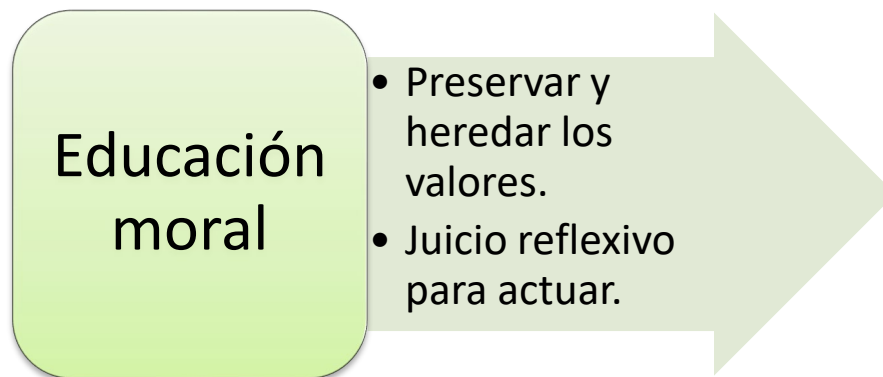 Educación
moral
• Preservar y
heredar los
valores.
• Juicio reflexivo
para actuar.